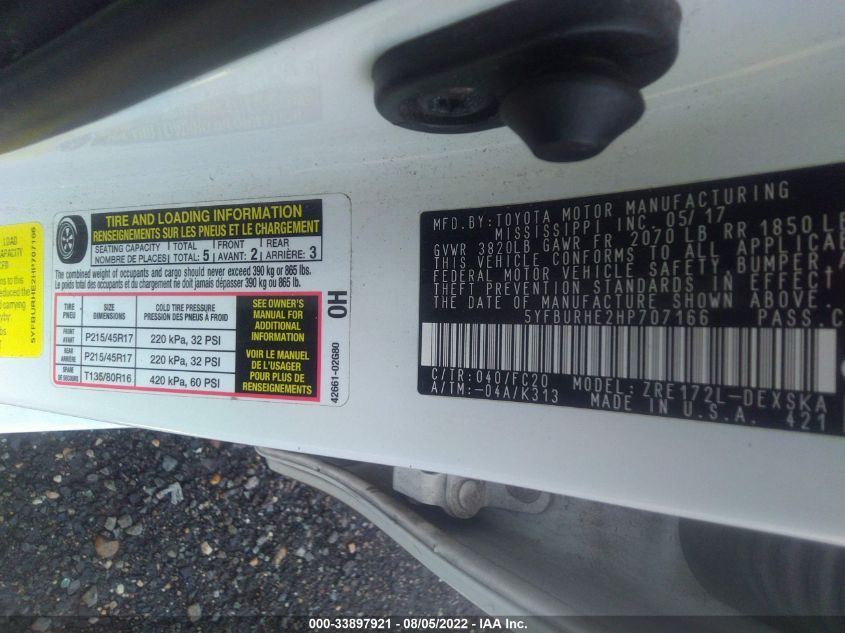 LOAD
CAPACITY
to this
reduced the
carrying
5YFBURHE2HP707166
TIRE AND LOADING INFORMATION
RENSEIGNEMENTS SUR LES PNEUS ET LE CHARGEMENT
SEATING CAPACITY TOTAL 5 FRONT 2 REAR 3
NOMBRE DE PLACES TOTAL AVANT: ARRIÈRE:
The combined weight of occupants and cargo should never exceed 390 kg or 865 lbs.
Le poids total des occupants et du chargement ne doit jamais dépasser 390 kg ou 865 lb.
TIRE SIZE COLD TIRE PRESSURE
PNEU DIMENSIONS PRESSION DES PNEUS À FROID
FRONT AVANT P215/45R17 220 kPa, 32 PSI
REAR ARRIÈRE P215/45R17 220 kPa, 32 PSI
SPARE DE SECOURS T135/80R16 420 kPa, 60 PSI
SEE OWNER'S
MANUAL FOR
ADDITIONAL
INFORMATION
VOIR LE MANUEL
DE L'USAGER
POUR PLUS DE
RENSEIGNEMENTS
0H
42661-02G80
MFD.BY:TOYOTA MOTOR MANUFACTURING
MISSISSIPPI INC. 05/17
GVWR 3820LB GAWR FR 2070 LB RR 1850 LB
THIS VEHICLE CONFORMS TO ALL APPLICAB
FEDERAL MOTOR VEHICLE SAFETY, BUMPER A
THEFT PREVENTION STANDARDS IN EFFECT
THE DATE OF MANUFACTURE SHOWN ABOVE.
5YFBURHE2HP707166 PASS.C
C/TR: 040/FC20 MODEL: ZRE172L-DEXSKA
A/TM:-04A/K313 MADE IN U.S.A. 421
000-33897921 - 08/05/2022 - IAA Inc.